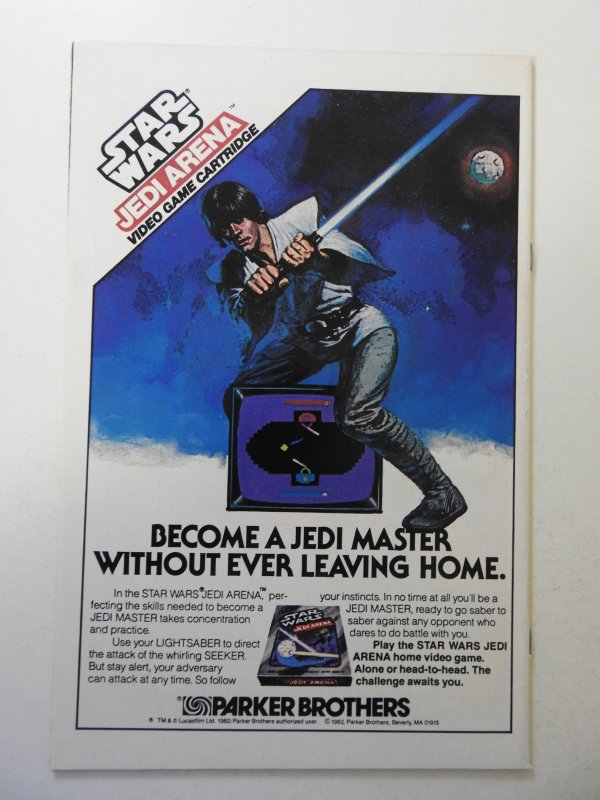 STAR WARS®
JEDI ARENA™
VIDEO GAME CARTRIDGE
BECOME A JEDI MASTER
WITHOUT EVER LEAVING HOME.
In the STAR WARS® JEDI ARENA,™ per-
fecting the skills needed to become a
JEDI MASTER takes concentration
and practice.
Use your LIGHTSABER to direct
the attack of the whirling SEEKER.
But stay alert, your adversary
can attack at any time. So follow
your instincts. In no time at all you'll be a
JEDI MASTER, ready to go saber to
saber against any opponent who
dares to do battle with you.
Play the STAR WARS JEDI
ARENA home video game.
Alone or head-to-head. The
challenge awaits you.
STAR
WARS
JEDI ARENA
JEDI ARENA
PARKER BROTHERS
® TM & © Lucasfilm Ltd. 1982/Parker Brothers authorized user. © 1982, Parker Brothers, Beverly, MA 01915